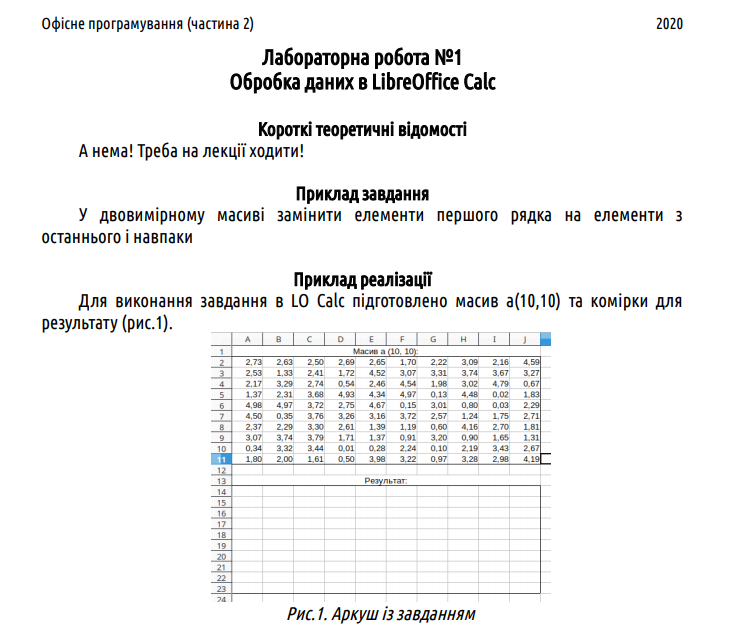 Офісне програмування (частина 2) 2020
Лабораторна робота №1
Обробка даних в LibreOffice Calc
Короткі теоретичні відомості
А нема! Треба на лекції ходити!
Приклад завдання
У двовимірному масиві замінити елементи першого рядка на елементи з
останнього і навпаки
Приклад реалізації
Для виконання завдання в LO Calc підготовлено масив а(10,10) та комірки для
результату (рис.1).
A B C D E F G H I J
1 Масив а (10, 10):
2 2,73 2,63 2,50 2,69 2,65 1,70 2,22 3,09 2,16 4,59
3 2,53 1,33 2,41 1,72 4,52 3,07 3,31 3,74 3,67 3,27
4 2,17 3,29 2,74 0,54 2,46 4,54 1,98 3,02 4,79 0,67
5 1,37 2,31 3,68 4,93 4,34 4,97 0,13 4,48 0,02 1,83
6 4,98 4,97 3,72 2,75 4,67 0,15 3,01 0,80 0,03 2,29
7 4,50 0,35 3,76 3,26 3,16 3,72 2,57 1,24 1,75 2,71
8 2,37 2,29 3,30 2,61 1,39 1,19 0,60 4,16 2,70 1,81
9 3,07 3,74 3,79 1,71 1,37 0,91 3,20 0,90 1,65 1,31
10 0,34 3,32 3,44 0,01 0,28 2,24 0,10 2,19 3,43 2,67
11 1,80 2,00 1,61 0,50 3,98 3,22 0,97 3,28 2,98 4,19
12
13 Результат:
14
15
16
17
18
19
20
21
22
23
24
Рис.1. Аркуш із завданням